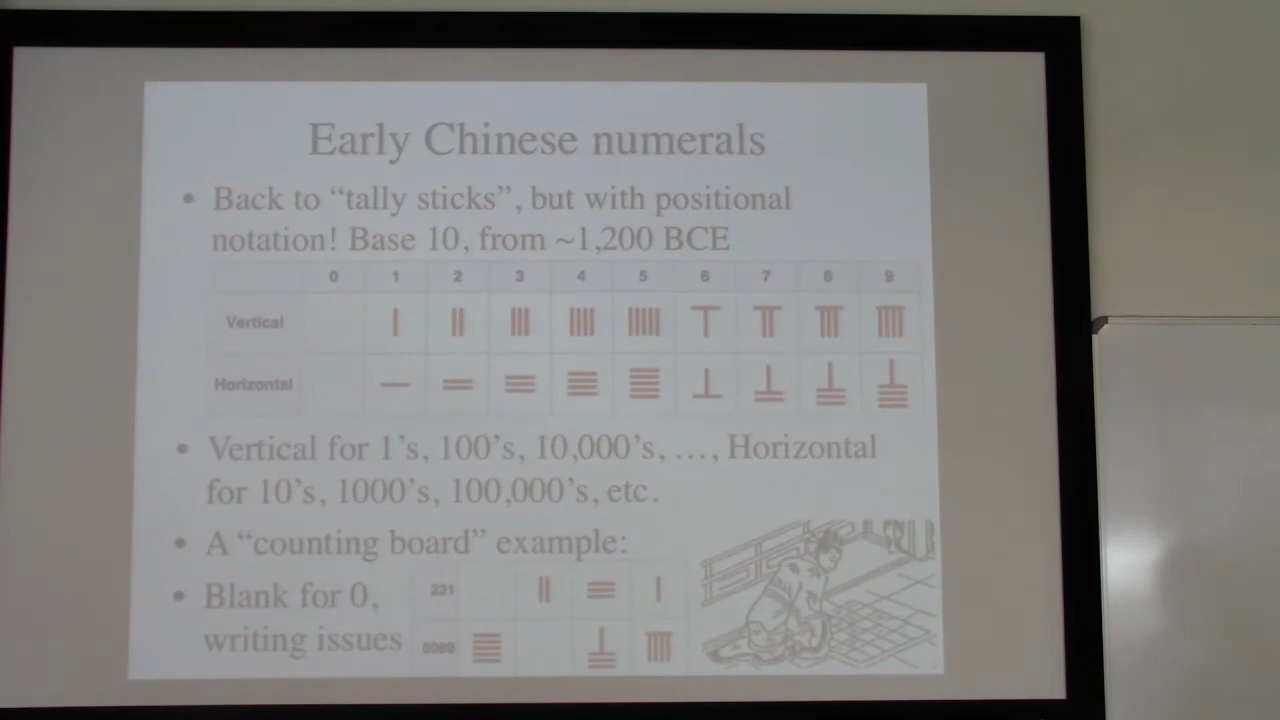 Early Chinese numerals
• Back to “tally sticks”, but with positional
notation! Base 10, from ~1,200 BCE
0 1 2 3 4 5 6 7 8 9
Vertical
Horizontal
• Vertical for 1’s, 100’s, 10,000’s, …, Horizontal
for 10’s, 1000’s, 100,000’s, etc.
• A “counting board” example:
• Blank for 0,
writing issues
231
5089